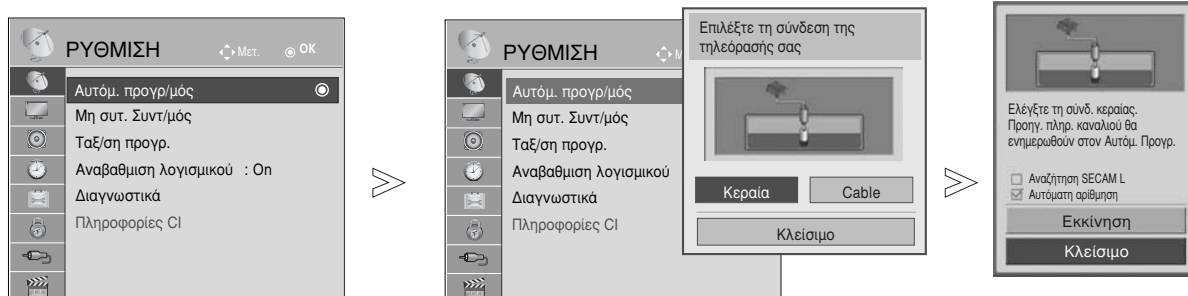 ΡΥΘΜΙΣΗ
Μετ.
OK
Αυτόμ. προγρ/μός
Μη συτ. Συντ/μός
Ταξ/ση προγρ.
Αναβαθμιση λογισμικού : On
Διαγνωστικά
Πληροφορίες CI
ΡΥΘΜΙΣΗ
Αυτόμ. προγρ/μός
Μη συτ. Συντ/μός
Ταξ/ση προγρ.
Αναβαθμιση λογισμικού
Διαγνωστικά
Πληροφορίες CI
Επιλέξτε τη σύνδεση της
τηλεόρασής σας
Κεραία
Cable
Κλείσιμο
Ελέγξτε τη σύνδ. κεραίας.
Προηγ. πληρ. καναλιού θα
ενημερωθούν στον Αυτόμ. Προγρ.
Αναζήτηση SECAM L
Αυτόματη αρίθμηση
Εκκίνηση
Κλείσιμο